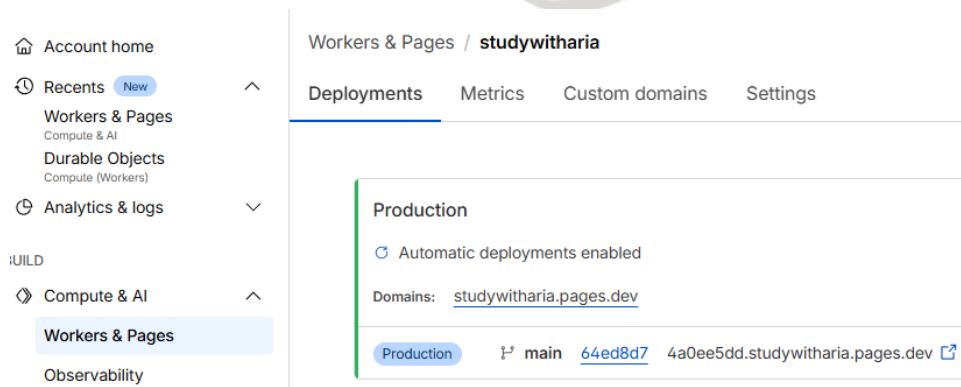 Account home
Recents New
Workers & Pages
Compute & AI
Durable Objects
Compute (Workers)
Analytics & logs
BUILD
Compute & AI
Workers & Pages
Observability
Workers & Pages / studywitharia
Deployments Metrics Custom domains Settings
Production
Automatic deployments enabled
Domains: studywitharia.pages.dev
Production main 64ed8d7 4a0ee5dd.studywitharia.pages.dev